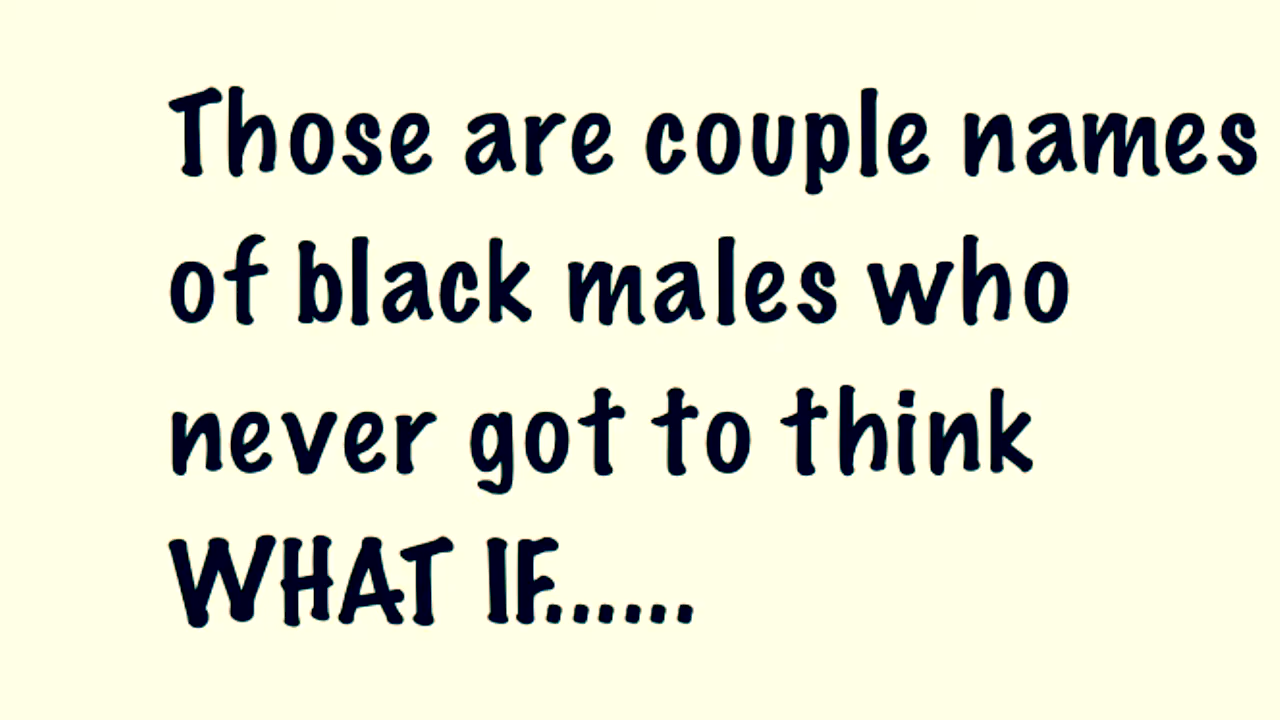 Those are couple names
of black males who
never got to think
WHAT IF......